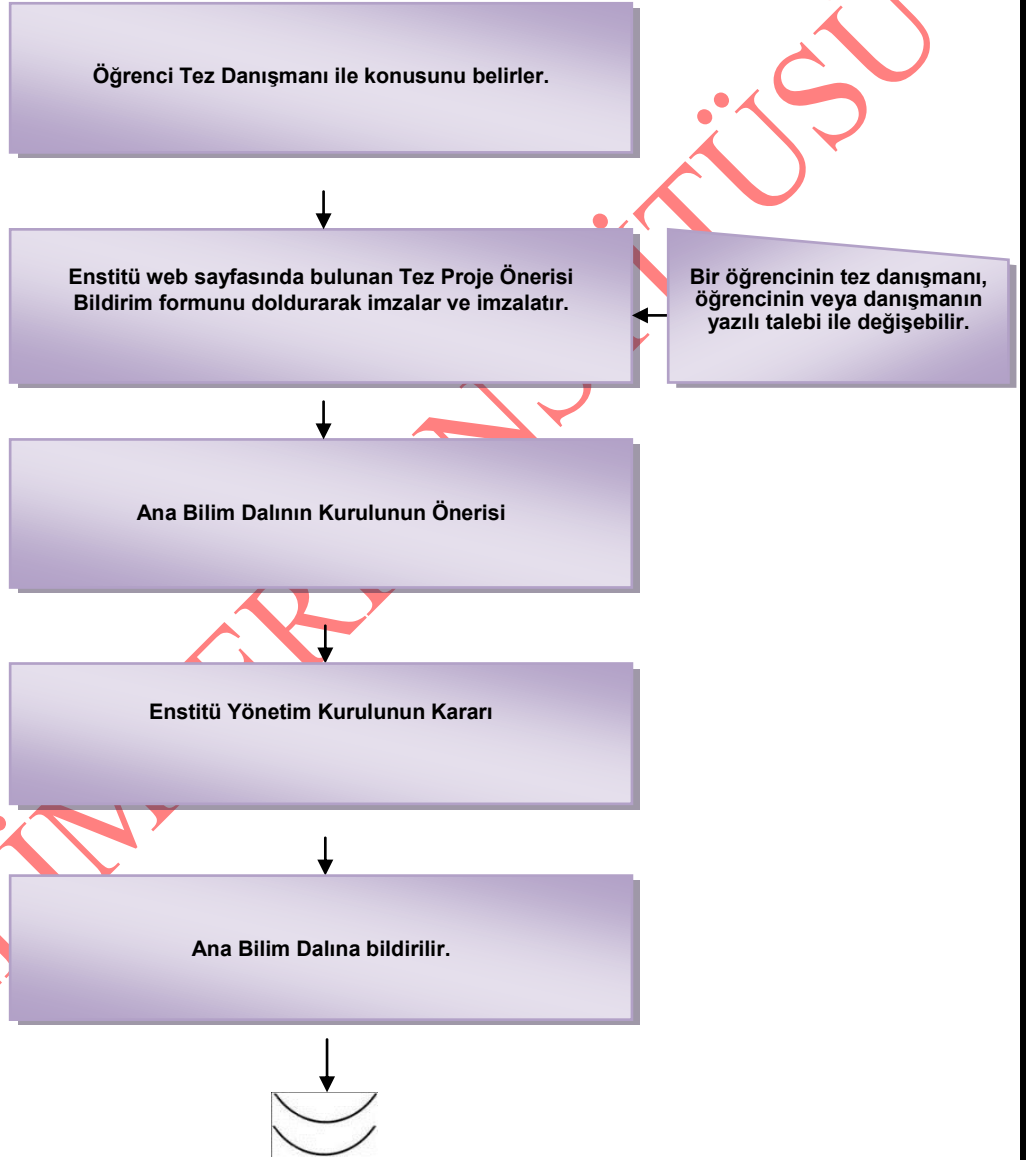 Öğrenci Tez Danışmanı ile konusunu belirler.
Enstitü web sayfasında bulunan Tez Proje Önerisi
Bildirim formunu doldurarak imzalar ve imzalatır.
Bir öğrencinin tez danışmanı,
öğrencinin veya danışmanın
yazılı talebi ile değişebilir.
Ana Bilim Dalının Kurulunun Önerisi
Enstitü Yönetim Kurulunun Kararı
Ana Bilim Dalına bildirilir.